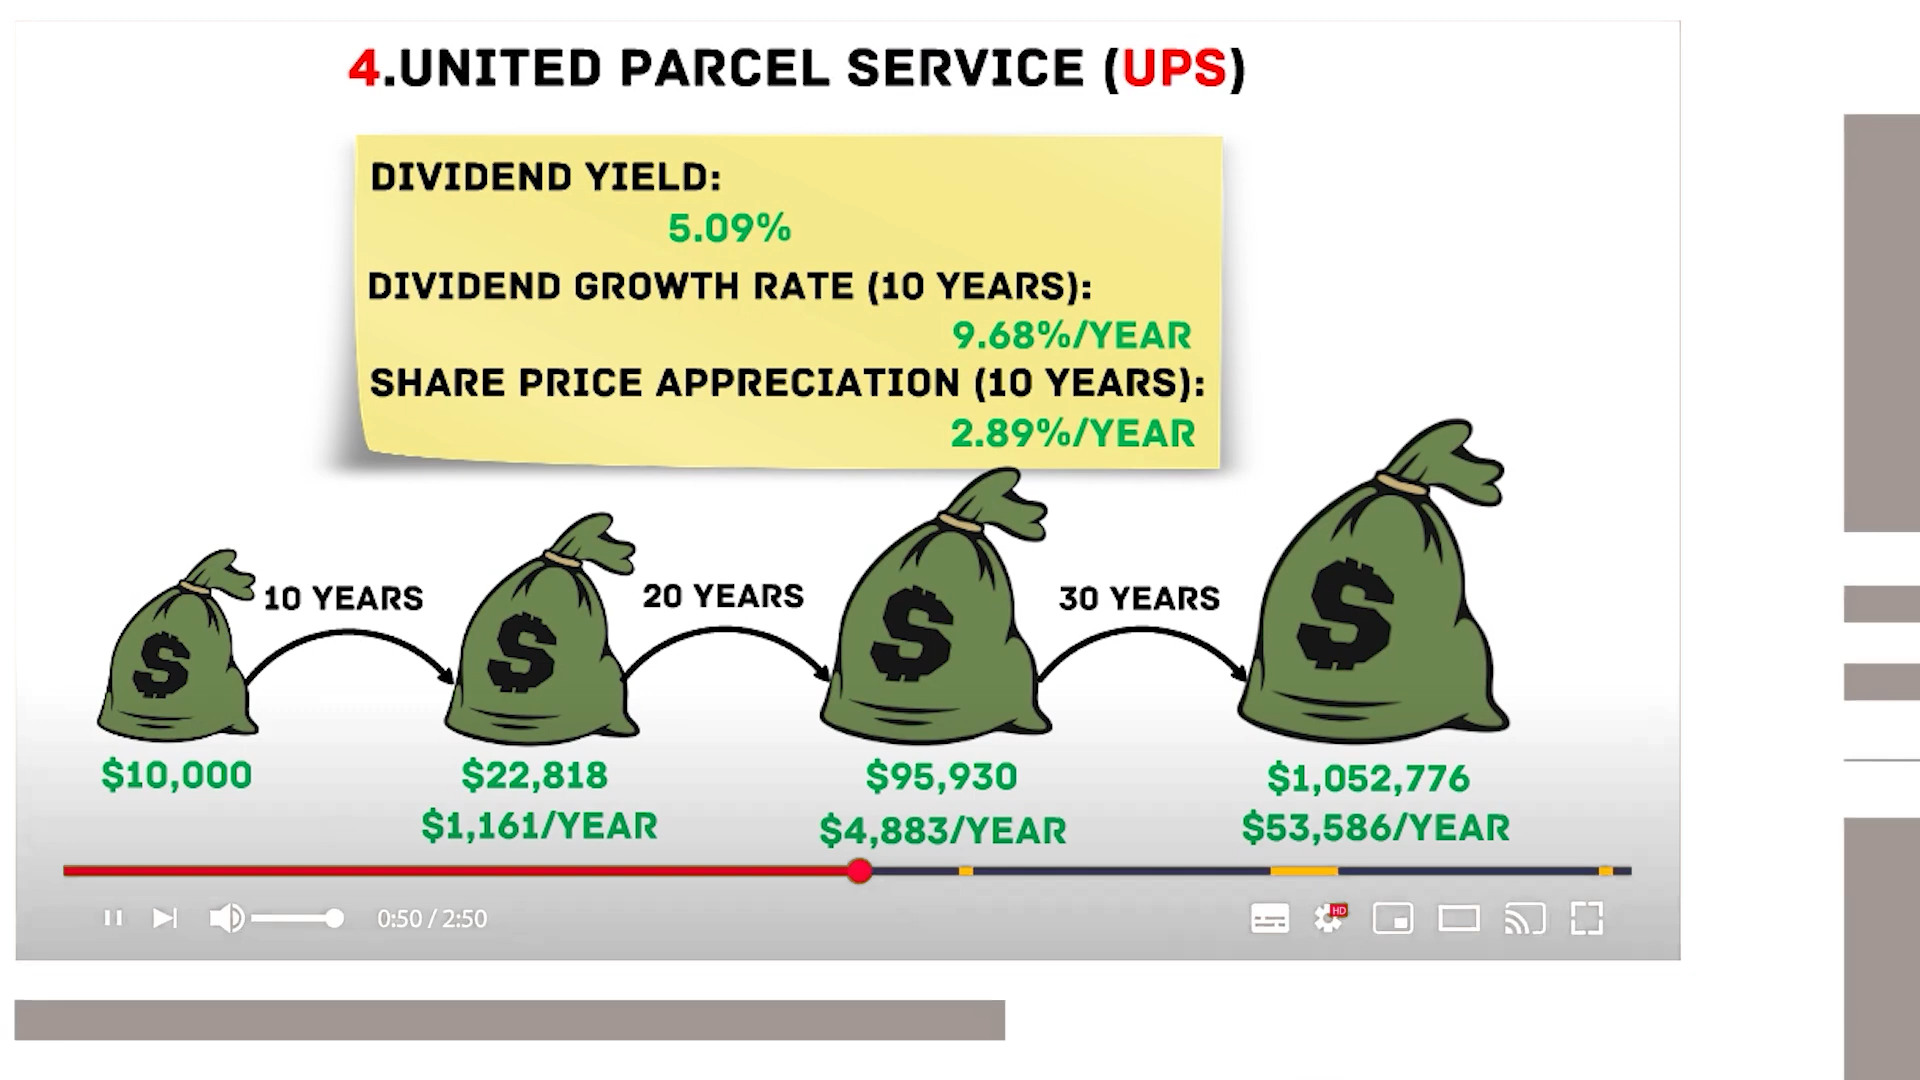 4.UNITED PARCEL SERVICE (UPS)
DIVIDEND YIELD:
5.09%
DIVIDEND GROWTH RATE (10 YEARS):
9.68%/YEAR
SHARE PRICE APPRECIATION (10 YEARS):
2.89%/YEAR
10 YEARS
20 YEARS
30 YEARS
$
$
$
$
$10,000
$22,818
$95,930
$1,052,776
$1,161/YEAR
$4,883/YEAR
$53,586/YEAR
0:50 / 2:50
HD